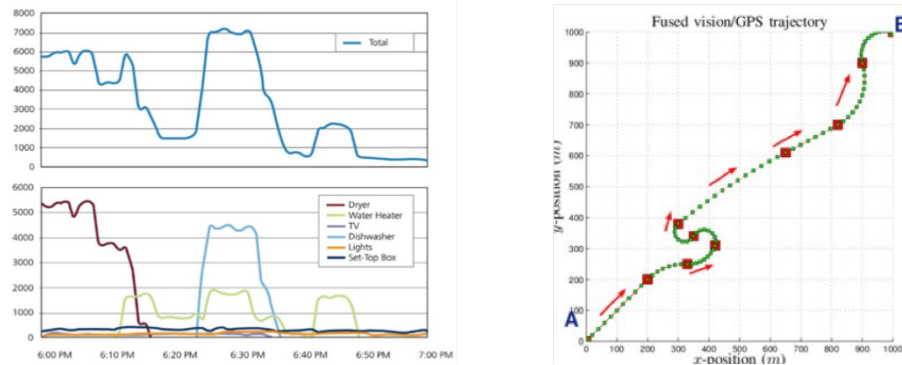 8000
7000
6000
5000
4000
3000
2000
1000
0
Total
6000
5000
4000
3000
2000
1000
0
Dryer
Water Heater
TV
Dishwasher
Lights
Set-Top Box
6:00 PM 6:10 PM 6:20 PM 6:30 PM 6:40 PM 6:50 PM 7:00 PM
Fused vision/GPS trajectory
B
1000
900
800
700
600
500
400
300
200
100
0
y-position (m)
A
0 100 200 300 400 500 600 700 800 900 1000
x-position (m)